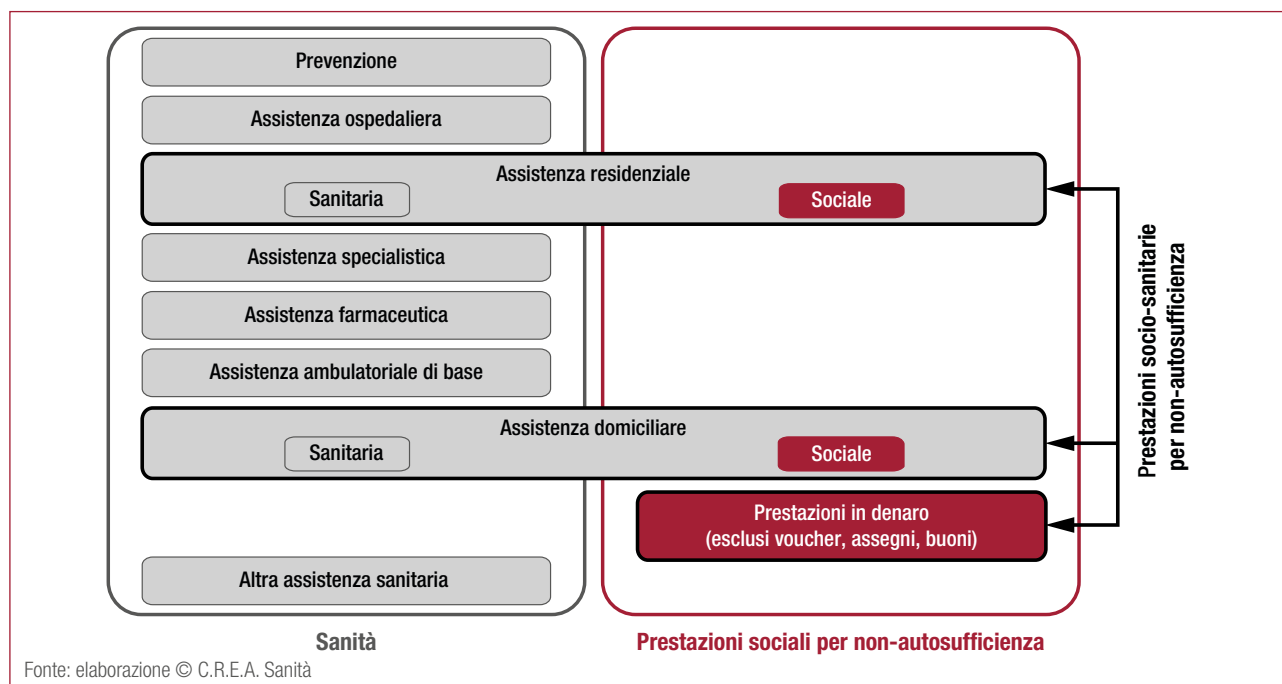 Prevenzione
Assistenza ospedaliera
Assistenza residenziale
Sanitaria
Sociale
Assistenza specialistica
Assistenza farmaceutica
Assistenza ambulatoriale di base
Assistenza domiciliare
Sanitaria
Sociale
Prestazioni in denaro
(esclusi voucher, assegni, buoni)
Altra assistenza sanitaria
Prestazioni socio-sanitarie
per non-autosufficienza
Sanità
Prestazioni sociali per non-autosufficienza
Fonte: elaborazione © C.R.E.A. Sanità